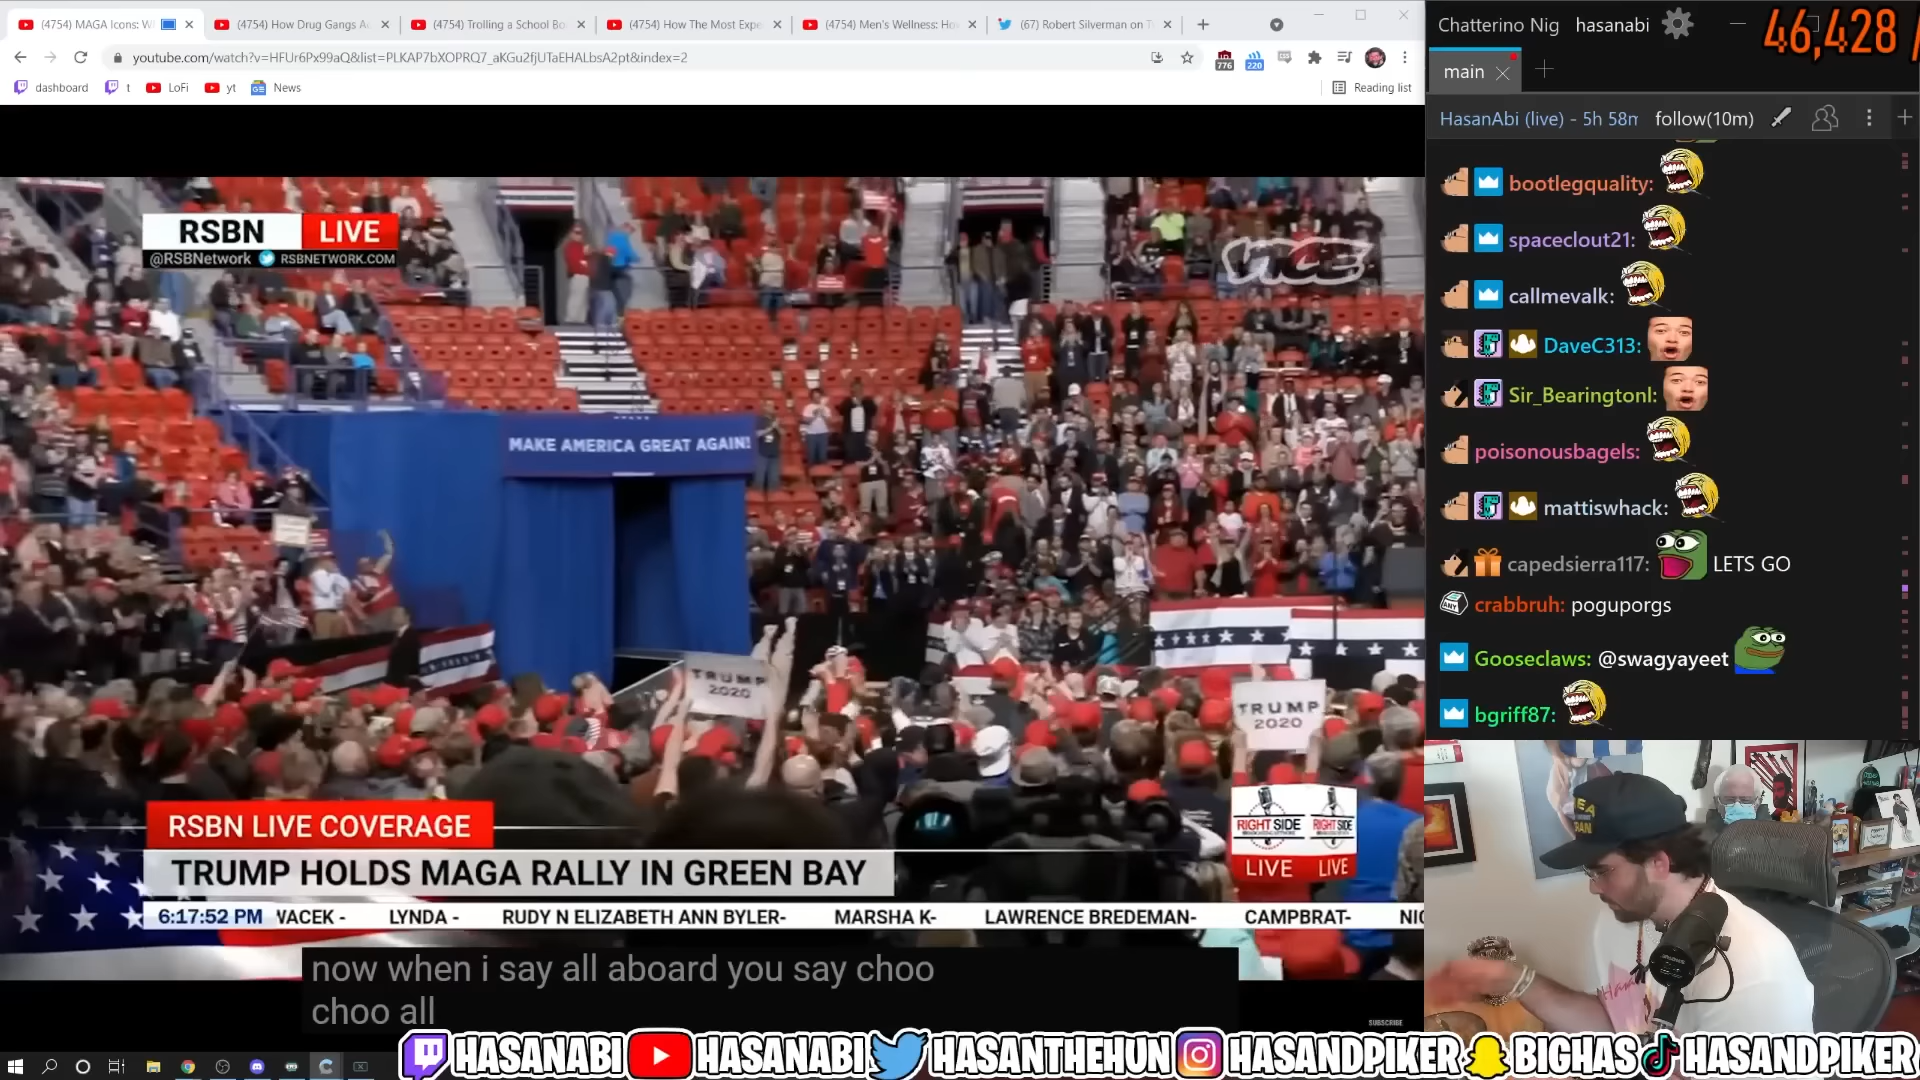 (4754) MAGA Icons: W
(4754) How Drug Gangs A
(4754) Trolling a School Bo
(4754) How The Most Expe
(4754) Men's Wellness: Ho
(67) Robert Silverman on T
youtube.com/watch?v=HFUr6Px99aQ&list=PLKAP7bXOPRQ7_aKGu2fjUTaEHALbsA2pt&index=2
776
220
dashboard
t
LoFi
yt
News
Reading list
RSBN LIVE
@RSBNetwork RSBNETWORK.COM
VICE
MAKE AMERICA GREAT AGAIN!
TRUMP
2020
TRUMP
2020
RIGHT SIDE
RIGHT SIDE
LIVE LIVE
RSBN LIVE COVERAGE
TRUMP HOLDS MAGA RALLY IN GREEN BAY
6:17:52 PM VACEK - LYNDA - RUDY N ELIZABETH ANN BYLER- MARSHA K- LAWRENCE BREDEMAN- CAMPBRAT- NIC
now when i say all aboard you say choo
choo all
SUBSCRIBE
Chatterino Nig hasanabi
46,428 /
main
HasanAbi (live) - 5h 58m follow(10m)
bootlegquality:
spaceclout21:
callmevalk:
DaveC313:
Sir_Bearingtonl:
poisonousbagels:
mattiswhack:
capedsierra117: LETS GO
crabbruh: poguporgs
Gooseclaws: @swagyayeet
bgriff87:
HASANABI HASANABI HASANTHEHUN HASANDPIKER BIGHAS HASANDPIKER